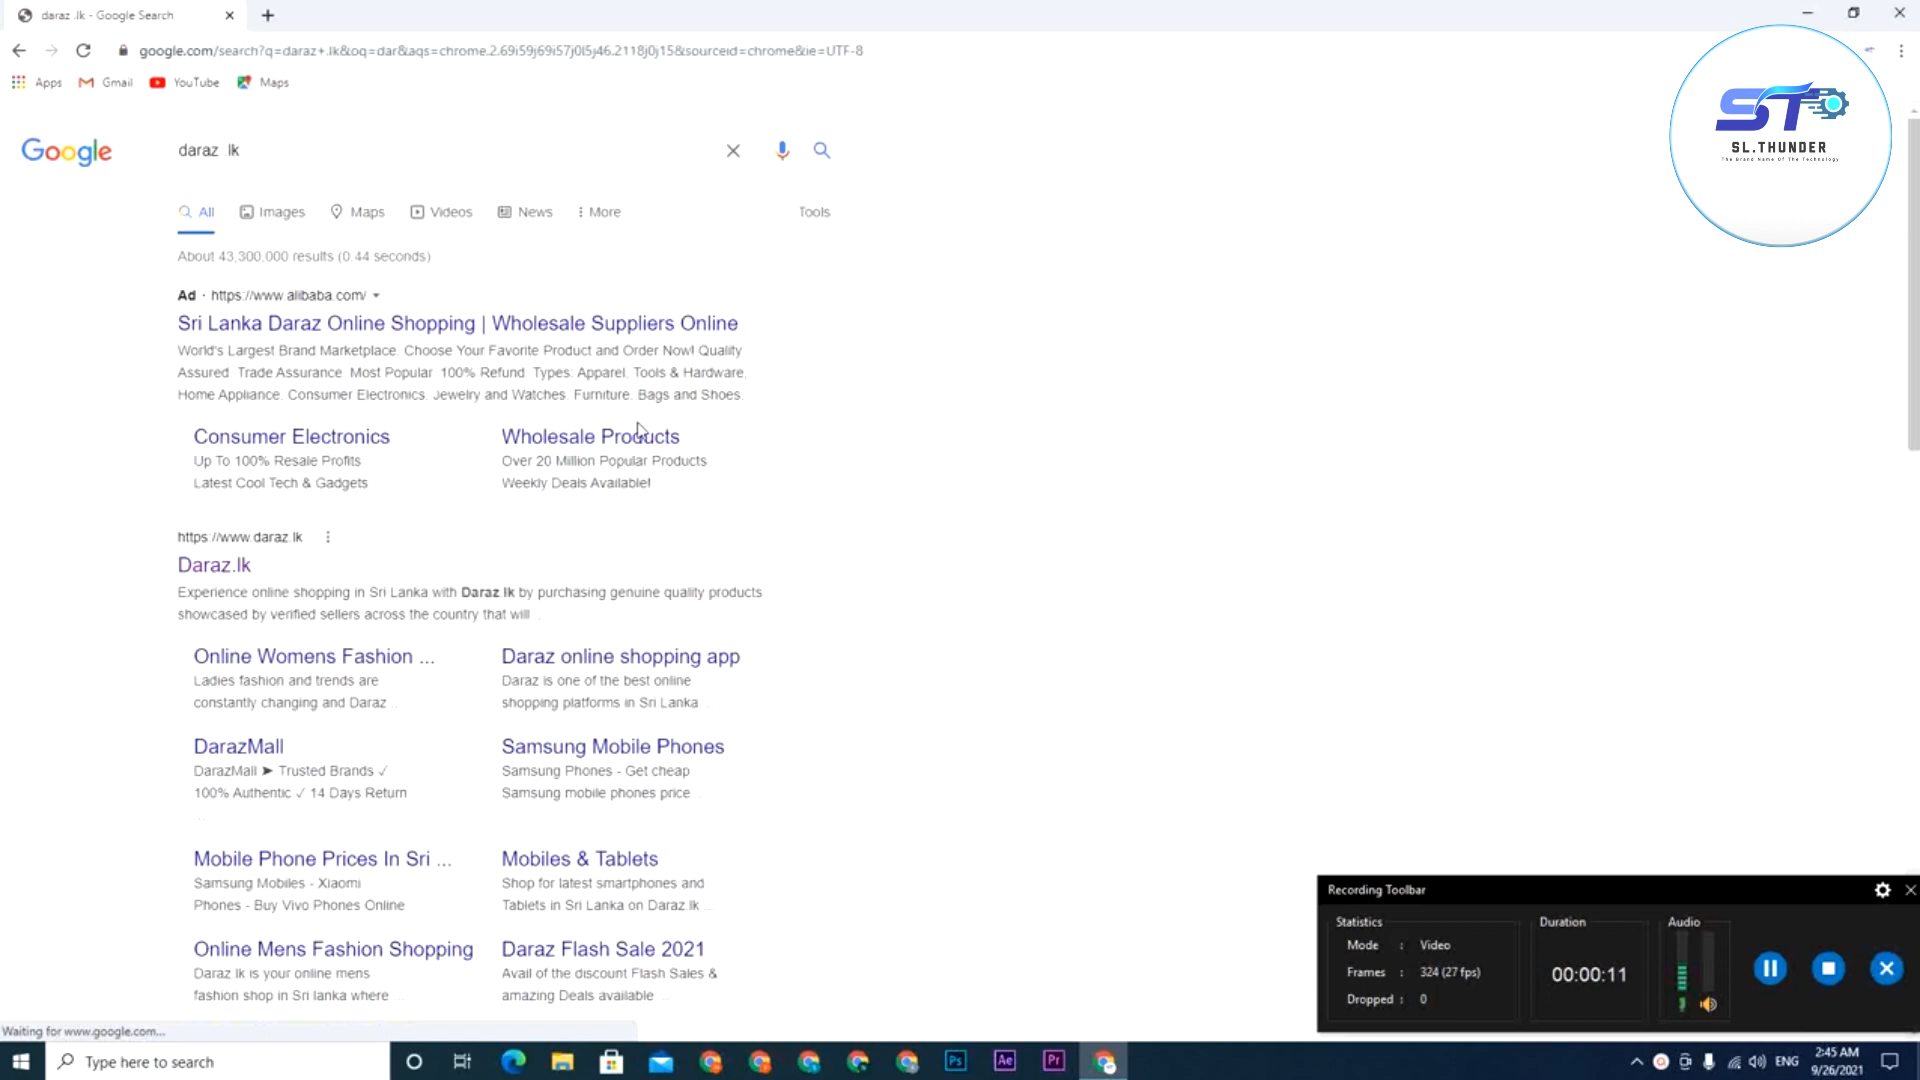 daraz .lk - Google Search
google.com/search?q=daraz+.lk&oq=dar&aqs=chrome.2.69i59j69i57j0l5j46.2118j0j15&sourceid=chrome&ie=UTF-8
Apps Gmail YouTube Maps
ST
SL.THUNDER
The Brand Name Of The Technology
Google
daraz lk
All Images Maps Videos News More Tools
About 43,300,000 results (0.44 seconds)
Ad · https://www.alibaba.com/
Sri Lanka Daraz Online Shopping | Wholesale Suppliers Online
World's Largest Brand Marketplace. Choose Your Favorite Product and Order Now! Quality
Assured. Trade Assurance. Most Popular. 100% Refund. Types: Apparel, Tools & Hardware,
Home Appliance, Consumer Electronics, Jewelry and Watches, Furniture, Bags and Shoes.
Consumer Electronics
Up To 100% Resale Profits
Latest Cool Tech & Gadgets
Wholesale Products
Over 20 Million Popular Products
Weekly Deals Available!
https://www.daraz.lk
Daraz.lk
Experience online shopping in Sri Lanka with Daraz.lk by purchasing genuine quality products
showcased by verified sellers across the country that will ...
Online Womens Fashion ...
Ladies fashion and trends are
constantly changing and Daraz ...
Daraz online shopping app
Daraz is one of the best online
shopping platforms in Sri Lanka ...
DarazMall
DarazMall ➤ Trusted Brands ✓
100% Authentic ✓ 14 Days Return
...
Samsung Mobile Phones
Samsung Phones - Get cheap
Samsung mobile phones price ...
Mobile Phone Prices In Sri ...
Samsung Mobiles - Xiaomi
Phones - Buy Vivo Phones Online
Mobiles & Tablets
Shop for latest smartphones and
Tablets in Sri Lanka on Daraz.lk ...
Online Mens Fashion Shopping
Daraz.lk is your online mens
fashion shop in Sri lanka where ...
Daraz Flash Sale 2021
Avail of the discount Flash Sales &
amazing Deals available ...
Recording Toolbar
Statistics
Mode : Video
Frames : 324 (27 fps)
Dropped : 0
Duration
00:00:11
Audio
Waiting for www.google.com...
Type here to search
Ps Ae Pr
ENG
2:45 AM
9/26/2021